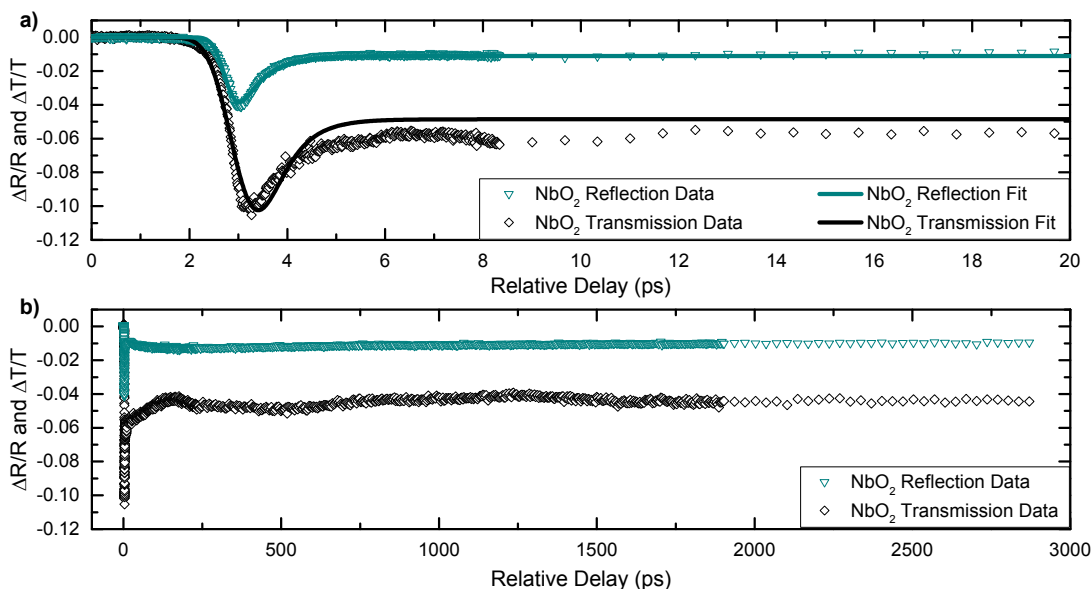 a)
ΔR/R and ΔT/T
0.00
-0.02
-0.04
-0.06
-0.08
-0.10
-0.12
NbO₂ Reflection Data
NbO₂ Reflection Fit
NbO₂ Transmission Data
NbO₂ Transmission Fit
0 2 4 6 8 10 12 14 16 18 20
Relative Delay (ps)
b)
ΔR/R and ΔT/T
0.00
-0.02
-0.04
-0.06
-0.08
-0.10
-0.12
NbO₂ Reflection Data
NbO₂ Transmission Data
0 500 1000 1500 2000 2500 3000
Relative Delay (ps)